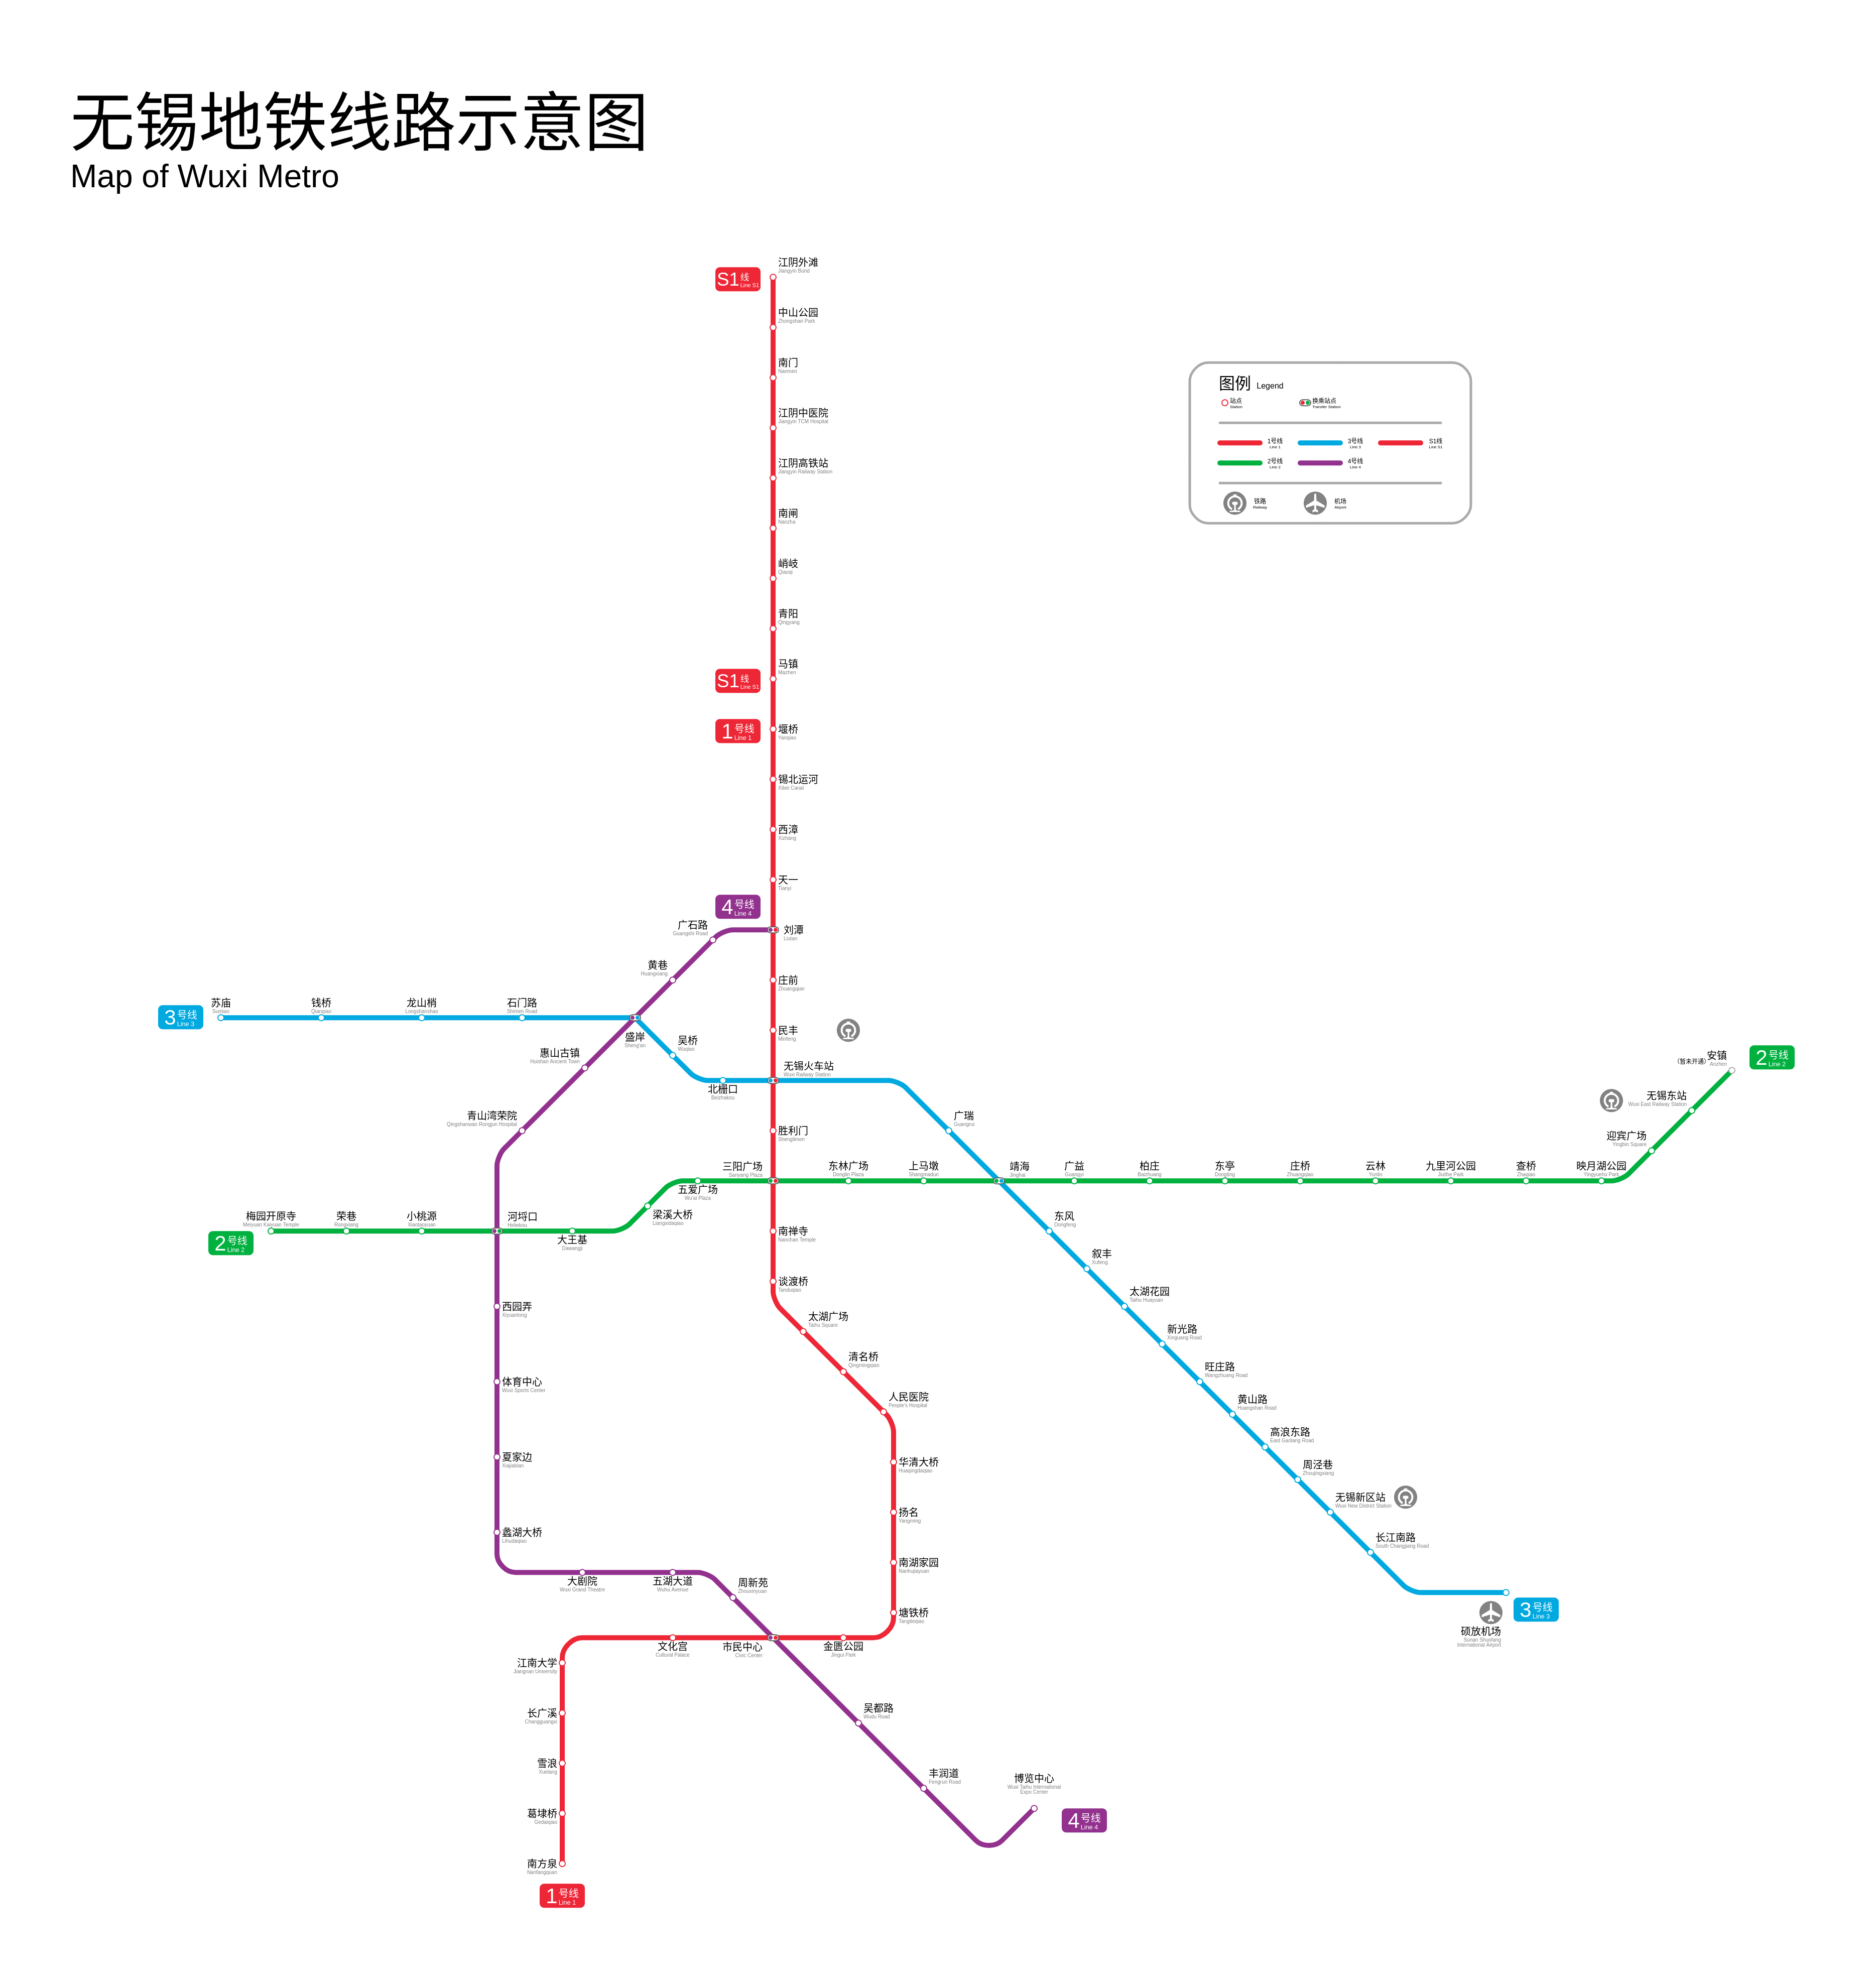 无锡地铁线路示意图
Map of Wuxi Metro
S1 线
Line S1
江阴外滩
Jiangyin Bund
中山公园
Zhongshan Park
南门
Nanmen
江阴中医院
Jiangyin TCM Hospital
江阴高铁站
Jiangyin Railway Station
南闸
Nanzha
峭岐
Qiaoqi
青阳
Qingyang
马镇
Mazhen
S1 线
Line S1
图例 Legend
站点
Station
换乘站点
Transfer Station
1号线
Line 1
3号线
Line 3
S1线
Line S1
2号线
Line 2
4号线
Line 4
铁路
Railway
机场
Airport
1 号线
Line 1
堰桥
Yanqiao
锡北运河
Xibei Canal
西漳
Xizhang
天一
Tianyi
4 号线
Line 4
刘潭
Liutan
广石路
Guangshi Road
黄巷
Huangxiang
庄前
Zhuangqian
民丰
Minfeng
3 号线
Line 3
苏庙
Sumiao
钱桥
Qianqiao
龙山梢
Longshanshao
石门路
Shimen Road
盛岸
Sheng'an
吴桥
Wuqiao
北栅口
Beizhakou
无锡火车站
Wuxi Railway Station
惠山古镇
Huishan Ancient Town
青山湾荣院
Qingshanwan Rongjun Hospital
胜利门
Shenglimen
广瑞
Guangrui
三阳广场
Sanyang Plaza
东林广场
Donglin Plaza
上马墩
Shangmadun
靖海
Jinghai
广益
Guangyi
柏庄
Baizhuang
东亭
Dongting
庄桥
Zhuangqiao
云林
Yunlin
九里河公园
Jiulihe Park
查桥
Zhaqiao
映月湖公园
Yingyuehu Park
迎宾广场
Yingbin Square
无锡东站
Wuxi East Railway Station
(暂未开通) 安镇
Anzhen
2 号线
Line 2
五爱广场
Wu'ai Plaza
梁溪大桥
Liangxidaqiao
梅园开原寺
Meiyuan Kaiyuan Temple
荣巷
Rongxiang
小桃源
Xiaotaoyuan
河埒口
Heliekou
大王基
Dawangji
2 号线
Line 2
南禅寺
Nanchan Temple
谈渡桥
Tanduqiao
太湖广场
Taihu Square
清名桥
Qingmingqiao
人民医院
People's Hospital
华清大桥
Huaqingdaqiao
扬名
Yangming
南湖家园
Nanhujiayuan
塘铁桥
Tangtieqiao
东风
Dongfeng
叙丰
Xufeng
太湖花园
Taihu Huayuan
新光路
Xinguang Road
旺庄路
Wangzhuang Road
黄山路
Huangshan Road
高浪东路
East Gaolang Road
周泾巷
Zhoujingxiang
无锡新区站
Wuxi New District Station
长江南路
South Changjiang Road
3 号线
Line 3
硕放机场
Sunan Shuofang
International Airport
西园弄
Xiyuanlong
体育中心
Wuxi Sports Center
夏家边
Xiajiabian
蠡湖大桥
Lihudaqiao
大剧院
Wuxi Grand Theatre
五湖大道
Wuhu Avenue
周新苑
Zhouxinyuan
文化宫
Cultural Palace
市民中心
Civic Center
金匮公园
Jingui Park
江南大学
Jiangnan University
长广溪
Changguangxi
雪浪
Xuelang
葛埭桥
Gedaiqiao
南方泉
Nanfangquan
吴都路
Wudu Road
丰润道
Fengrun Road
博览中心
Wuxi Taihu International
Expo Center
4 号线
Line 4
1 号线
Line 1